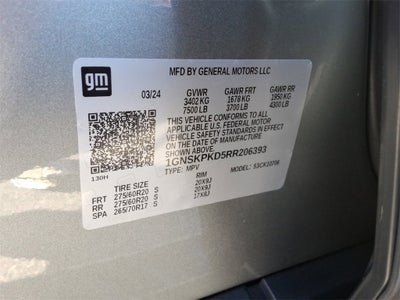 gm
MFD BY GENERAL MOTORS LLC
03/24 GVWR GAWR FRT GAWR RR
3402 KG 1678 KG 1950 KG
7500 LB 3700 LB 4300 LB
THIS VEHICLE CONFORMS TO ALL
APPLICABLE U.S. FEDERAL MOTOR
VEHICLE SAFETY STANDARDS IN EFFECT ON
THE DATE OF MANUFACTURE SHOWN ABOVE.
1GNSKPKD5RR206393
130H TYPE: MPV MODEL: S3CK10706
TIRE SIZE RIM
FRT 275/60R20 S 20X9J
RR 275/60R20 S 20X9J
SPA 265/70R17 S 17X8J